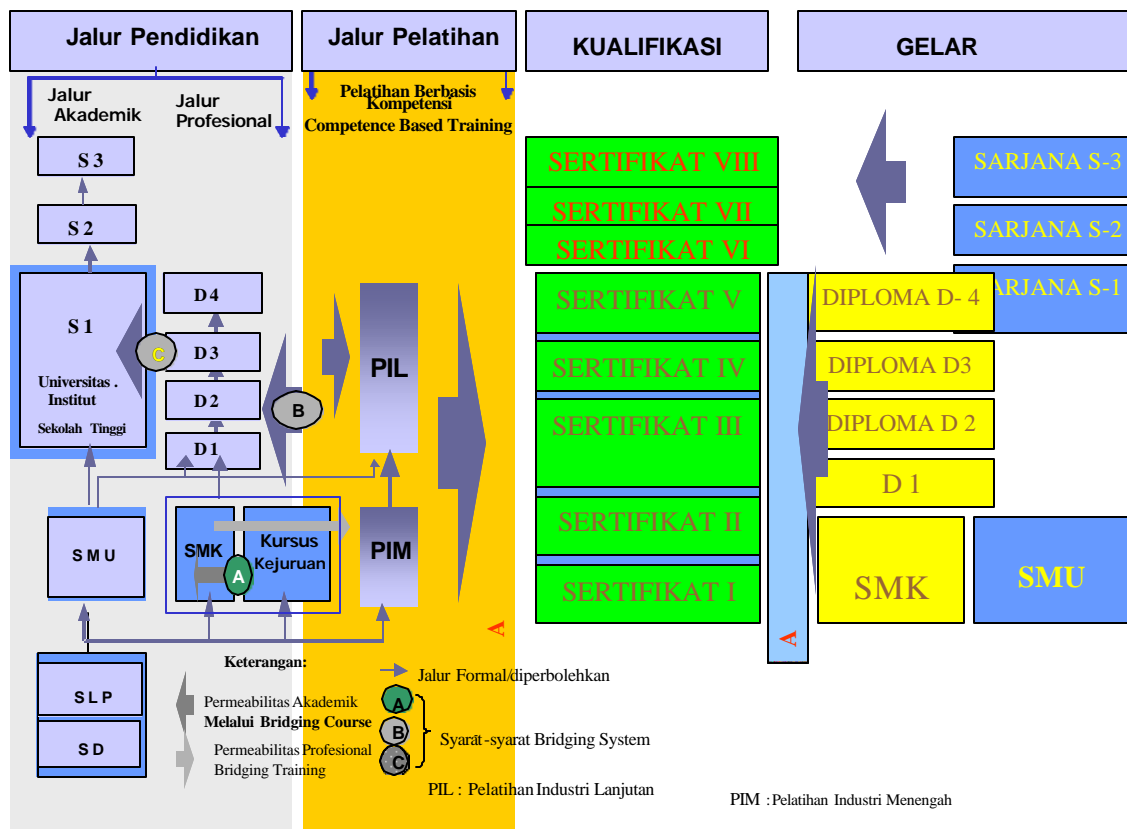 Jalur Pendidikan
Jalur Pelatihan
KUALIFIKASI
GELAR
Jalur
Akademik
Jalur
Profesional
Pelatihan Berbasis
Kompetensi
Competence Based Training
S 3
S 2
S 1
Universitas .
Institut
Sekolah Tinggi
D 4
D 3
D 2
D 1
C
B
PIL
PIM
S M U
SMK
A
Kursus
Kejuruan
S L P
S D
SERTIFIKAT VIII
SERTIFIKAT VII
SERTIFIKAT VI
SERTIFIKAT V
SERTIFIKAT IV
SERTIFIKAT III
SERTIFIKAT II
SERTIFIKAT I
A
A
SARJANA S-3
SARJANA S-2
ARJANA S-1
DIPLOMA D- 4
DIPLOMA D3
DIPLOMA D 2
D 1
SMK
SMU
Keterangan:
Permeabilitas Akademik
Melalui Bridging Course
Permeabilitas Profesional
Bridging Training
Jalur Formal/diperbolehkan
A
B
C
Syarat-syarat Bridging System
PIL : Pelatihan Industri Lanjutan
PIM : Pelatihan Industri Menengah